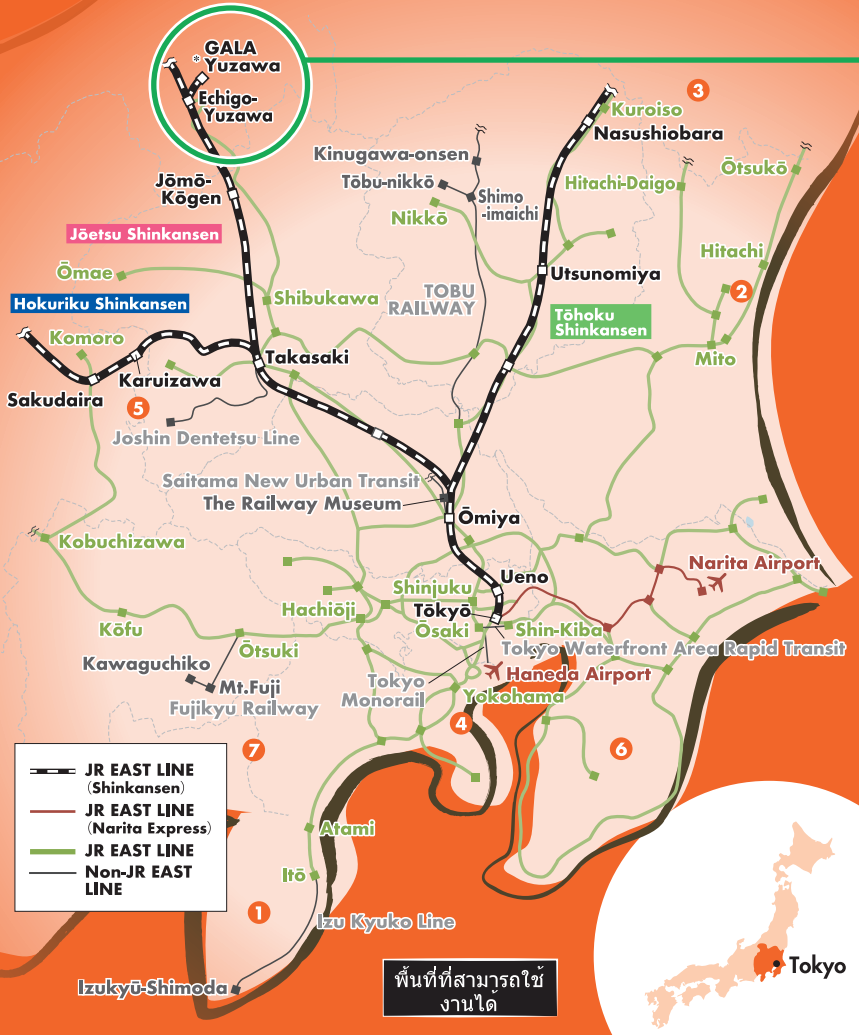 GALA
* Yuzawa
Echigo-
Yuzawa
3
Kuroiso
Nasushiobara
Kinugawa-onsen
Tōbu-nikkō
Shimo
-imaichi
Hitachi-Daigo
Ōtsukō
Jōmō-
Kōgen
Nikkō
Jōetsu Shinkansen
Hitachi
Ōmae
Utsunomiya
2
Hokuriku Shinkansen
Shibukawa
TOBU
RAILWAY
Tōhoku
Shinkansen
Komoro
Mito
Takasaki
Sakudaira
Karuizawa
5
Joshin Dentetsu Line
Saitama New Urban Transit
The Railway Museum
Ōmiya
Kobuchizawa
Narita Airport
Ueno
Shinjuku
Hachiōji
Tōkyō
Kōfu
Ōsaki
Shin-Kiba
Ōtsuki
Tokyo Waterfront Area Rapid Transit
Kawaguchiko
Mt.Fuji
Fujikyu Railway
Tokyo
Monorail
Haneda Airport
Yokohama
4
7
6
JR EAST LINE
(Shinkansen)
JR EAST LINE
(Narita Express)
JR EAST LINE
Non-JR EAST
LINE
Atami
Itō
1
Izu Kyuko Line
Izukyū-Shimoda
พื้นที่ที่สามารถใช้
งานได้
Tokyo